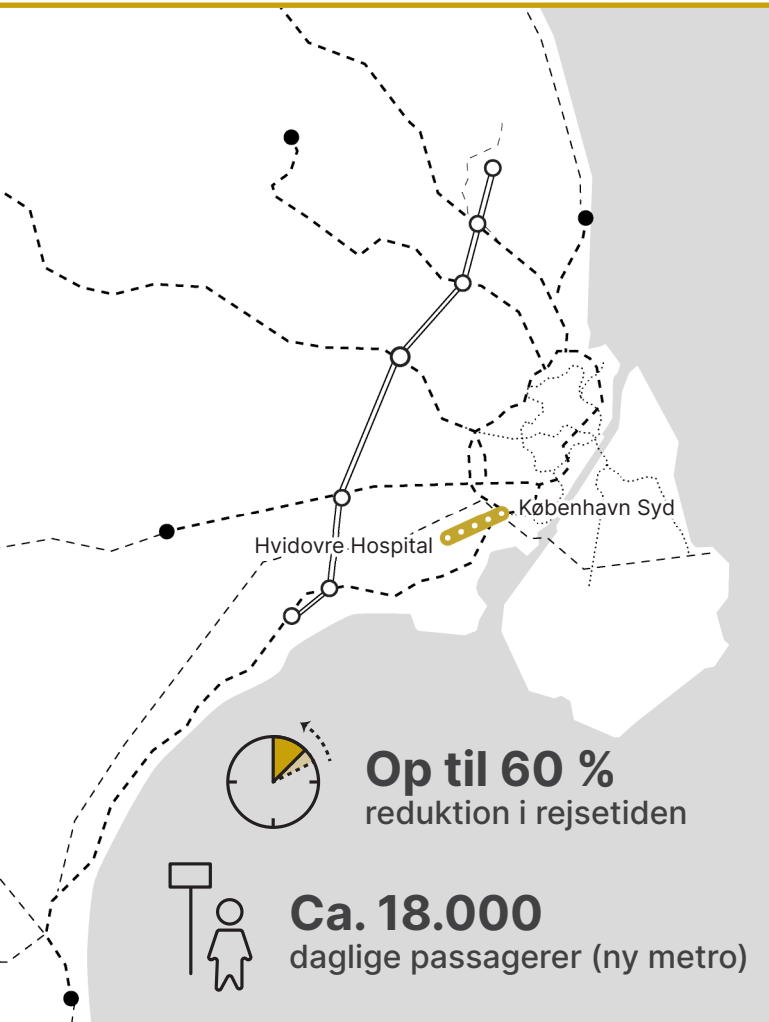 København Syd
Hvidovre Hospital
Op til 60 %
reduktion i rejsetiden
Ca. 18.000
daglige passagerer (ny metro)